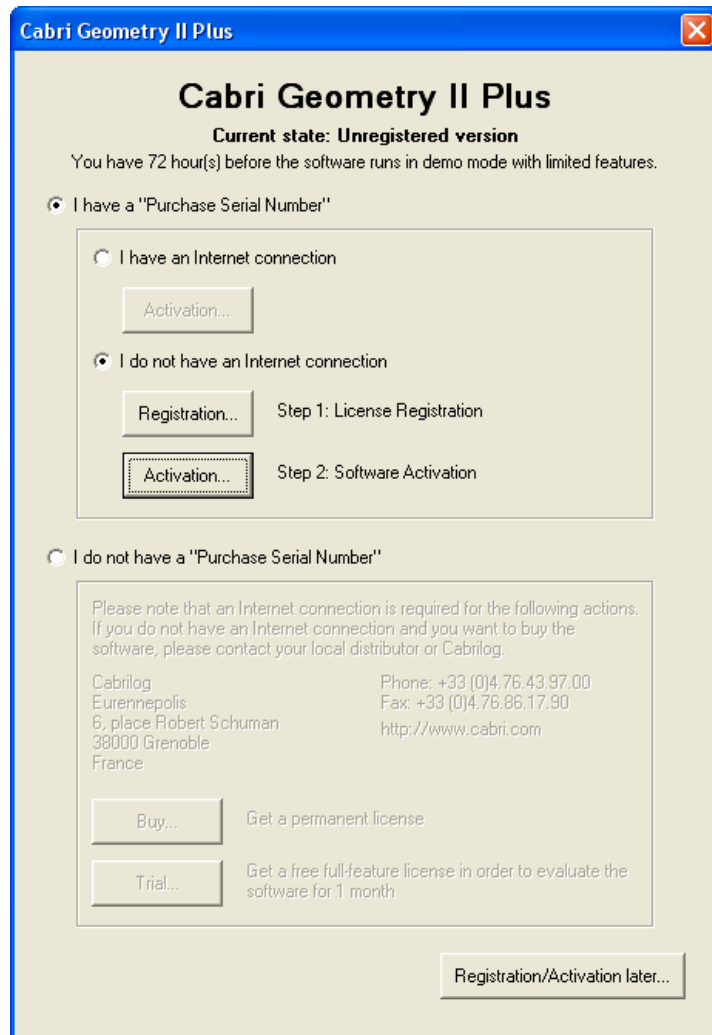 Cabri Geometry II Plus
Cabri Geometry II Plus
Current state: Unregistered version
You have 72 hour(s) before the software runs in demo mode with limited features.
I have a "Purchase Serial Number"
I have an Internet connection
Activation...
I do not have an Internet connection
Registration... Step 1: License Registration
Activation... Step 2: Software Activation
I do not have a "Purchase Serial Number"
Please note that an Internet connection is required for the following actions.
If you do not have an Internet connection and you want to buy the
software, please contact your local distributor or Cabrilog.
Cabrilog
Eurennepolis
6, place Robert Schuman
38000 Grenoble
France
Phone: +33 (0)4.76.43.97.00
Fax: +33 (0)4.76.86.17.90
http://www.cabri.com
Buy... Get a permanent license
Trial... Get a free full-feature license in order to evaluate the
software for 1 month
Registration/Activation later...